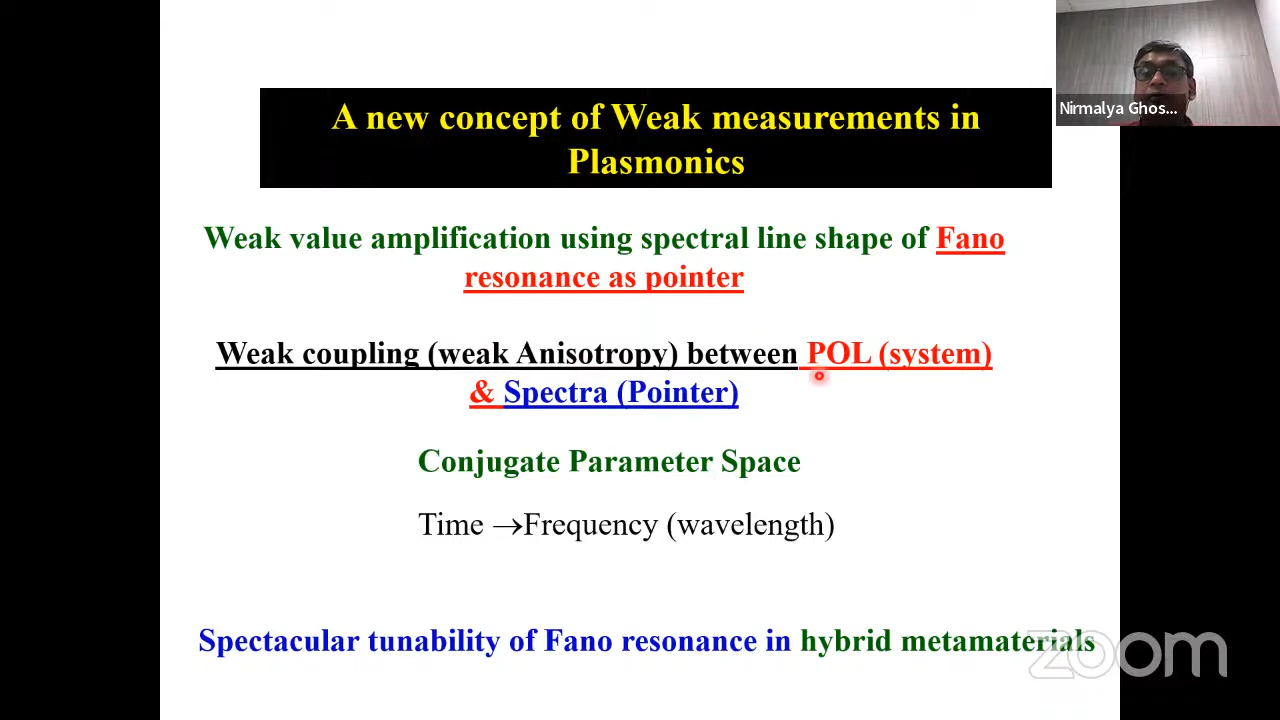 A new concept of Weak measurements in
Plasmonics
Nirmalya Ghos...
Weak value amplification using spectral line shape of Fano
resonance as pointer
Weak coupling (weak Anisotropy) between POL (system)
& Spectra (Pointer)
Conjugate Parameter Space
Time →Frequency (wavelength)
Spectacular tunability of Fano resonance in hybrid metamaterials
zoom